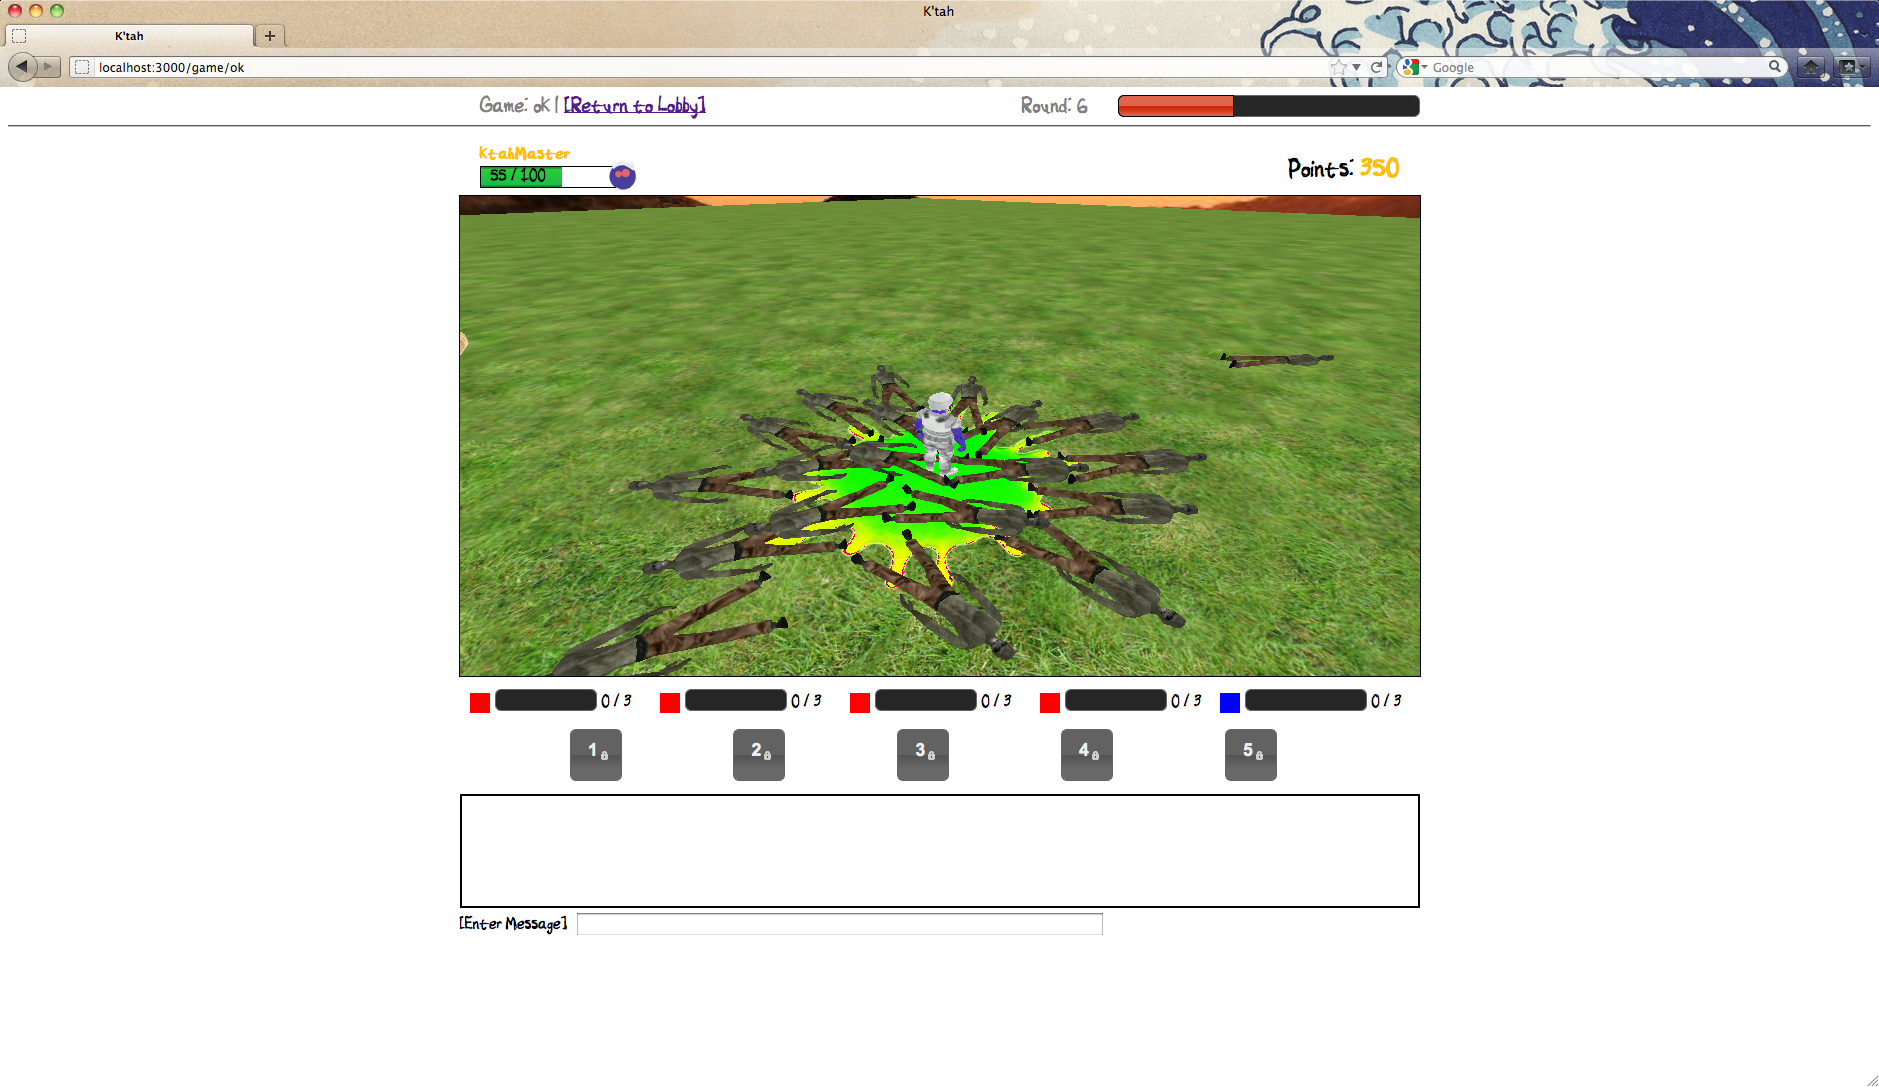 K'tah
K'tah
localhost:3000/game/ok
Google
Game: ok | [Return to Lobby]
Round: 6
KtahMaster
55 / 100
Points: 350
0 / 3
0 / 3
0 / 3
0 / 3
0 / 3
1
2
3
4
5
[Enter Message]